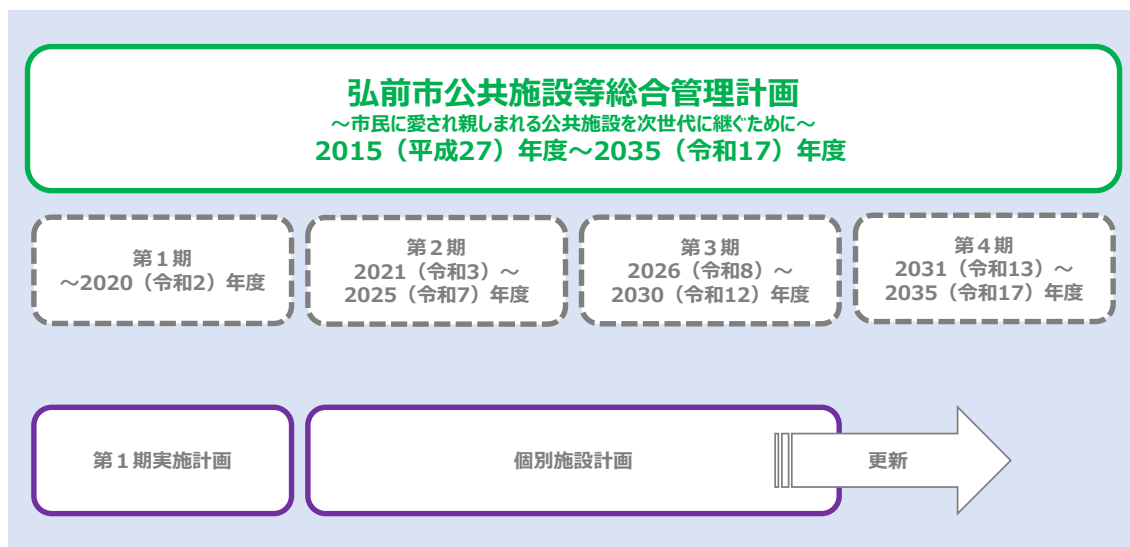 弘前市公共施設等総合管理計画
～市民に愛され親しまれる公共施設を次世代に継ぐために～
2015（平成27）年度～2035（令和17）年度
第１期
～2020（令和2）年度
第２期
2021（令和3）～
2025（令和7）年度
第３期
2026（令和8）～
2030（令和12）年度
第４期
2031（令和13）～
2035（令和17）年度
第１期実施計画
個別施設計画
更新